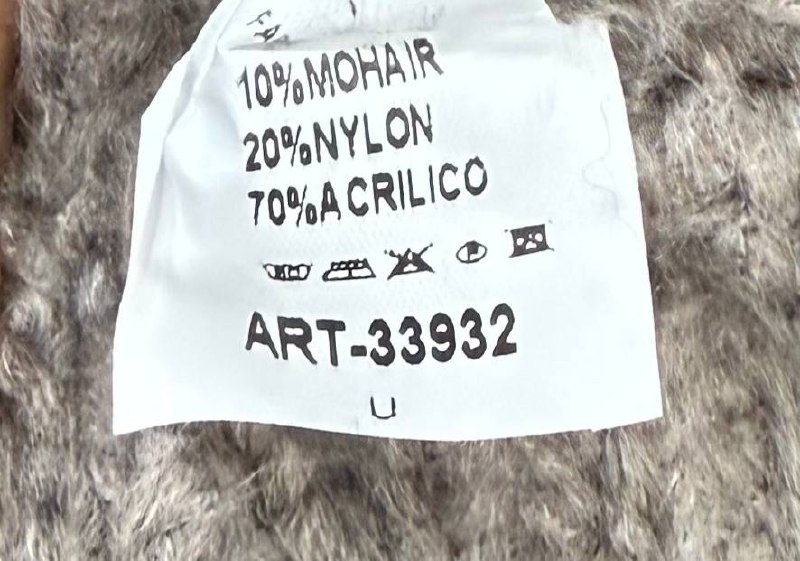 10%MOHAIR
20%NYLON
70%ACRILICO
P
ART-33932
U